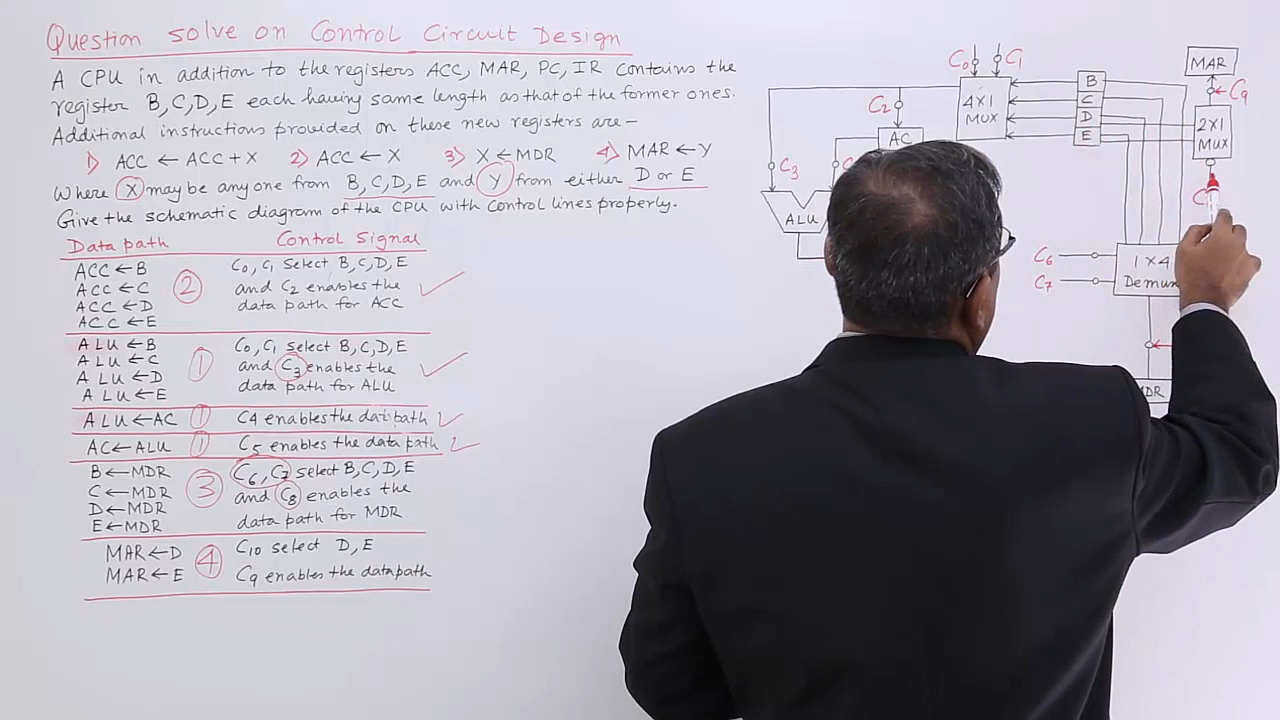 Question solve on Control Circuit Design
A CPU in addition to the registers ACC, MAR, PC, IR contains the
register B,C,D,E each having same length as that of the former ones.
Additional instructions provided on these new registers are —
1) ACC ← ACC + X 2) ACC ← X 3) X ← MDR 4) MAR ← Y
Where X may be any one from B,C,D,E and Y from either D or E
Give the schematic diagram of the CPU with control lines properly.
Data path Control Signal
ACC ← B
ACC ← C
ACC ← D
ACC ← E
2
C0, C1 select B,C,D,E
and C2 enables the
data path for ACC
ALU ← B
ALU ← C
ALU ← D
ALU ← E
1
C0, C1 select B,C,D,E
and C3 enables the
data path for ALU
ALU ← AC 1 C4 enables the data path
AC ← ALU 1 C5 enables the data path
B ← MDR
C ← MDR
D ← MDR
E ← MDR
3
C6, C7 select B,C,D,E
and C8 enables the
data path for MDR
MAR ← D
MAR ← E
4
C10 select D,E
C9 enables the data path
C0 C1
4X1
MUX
B
C
D
E
MAR
C9
2X1
MUX
C2
AC
C3
ALU
C6
C7
1X4